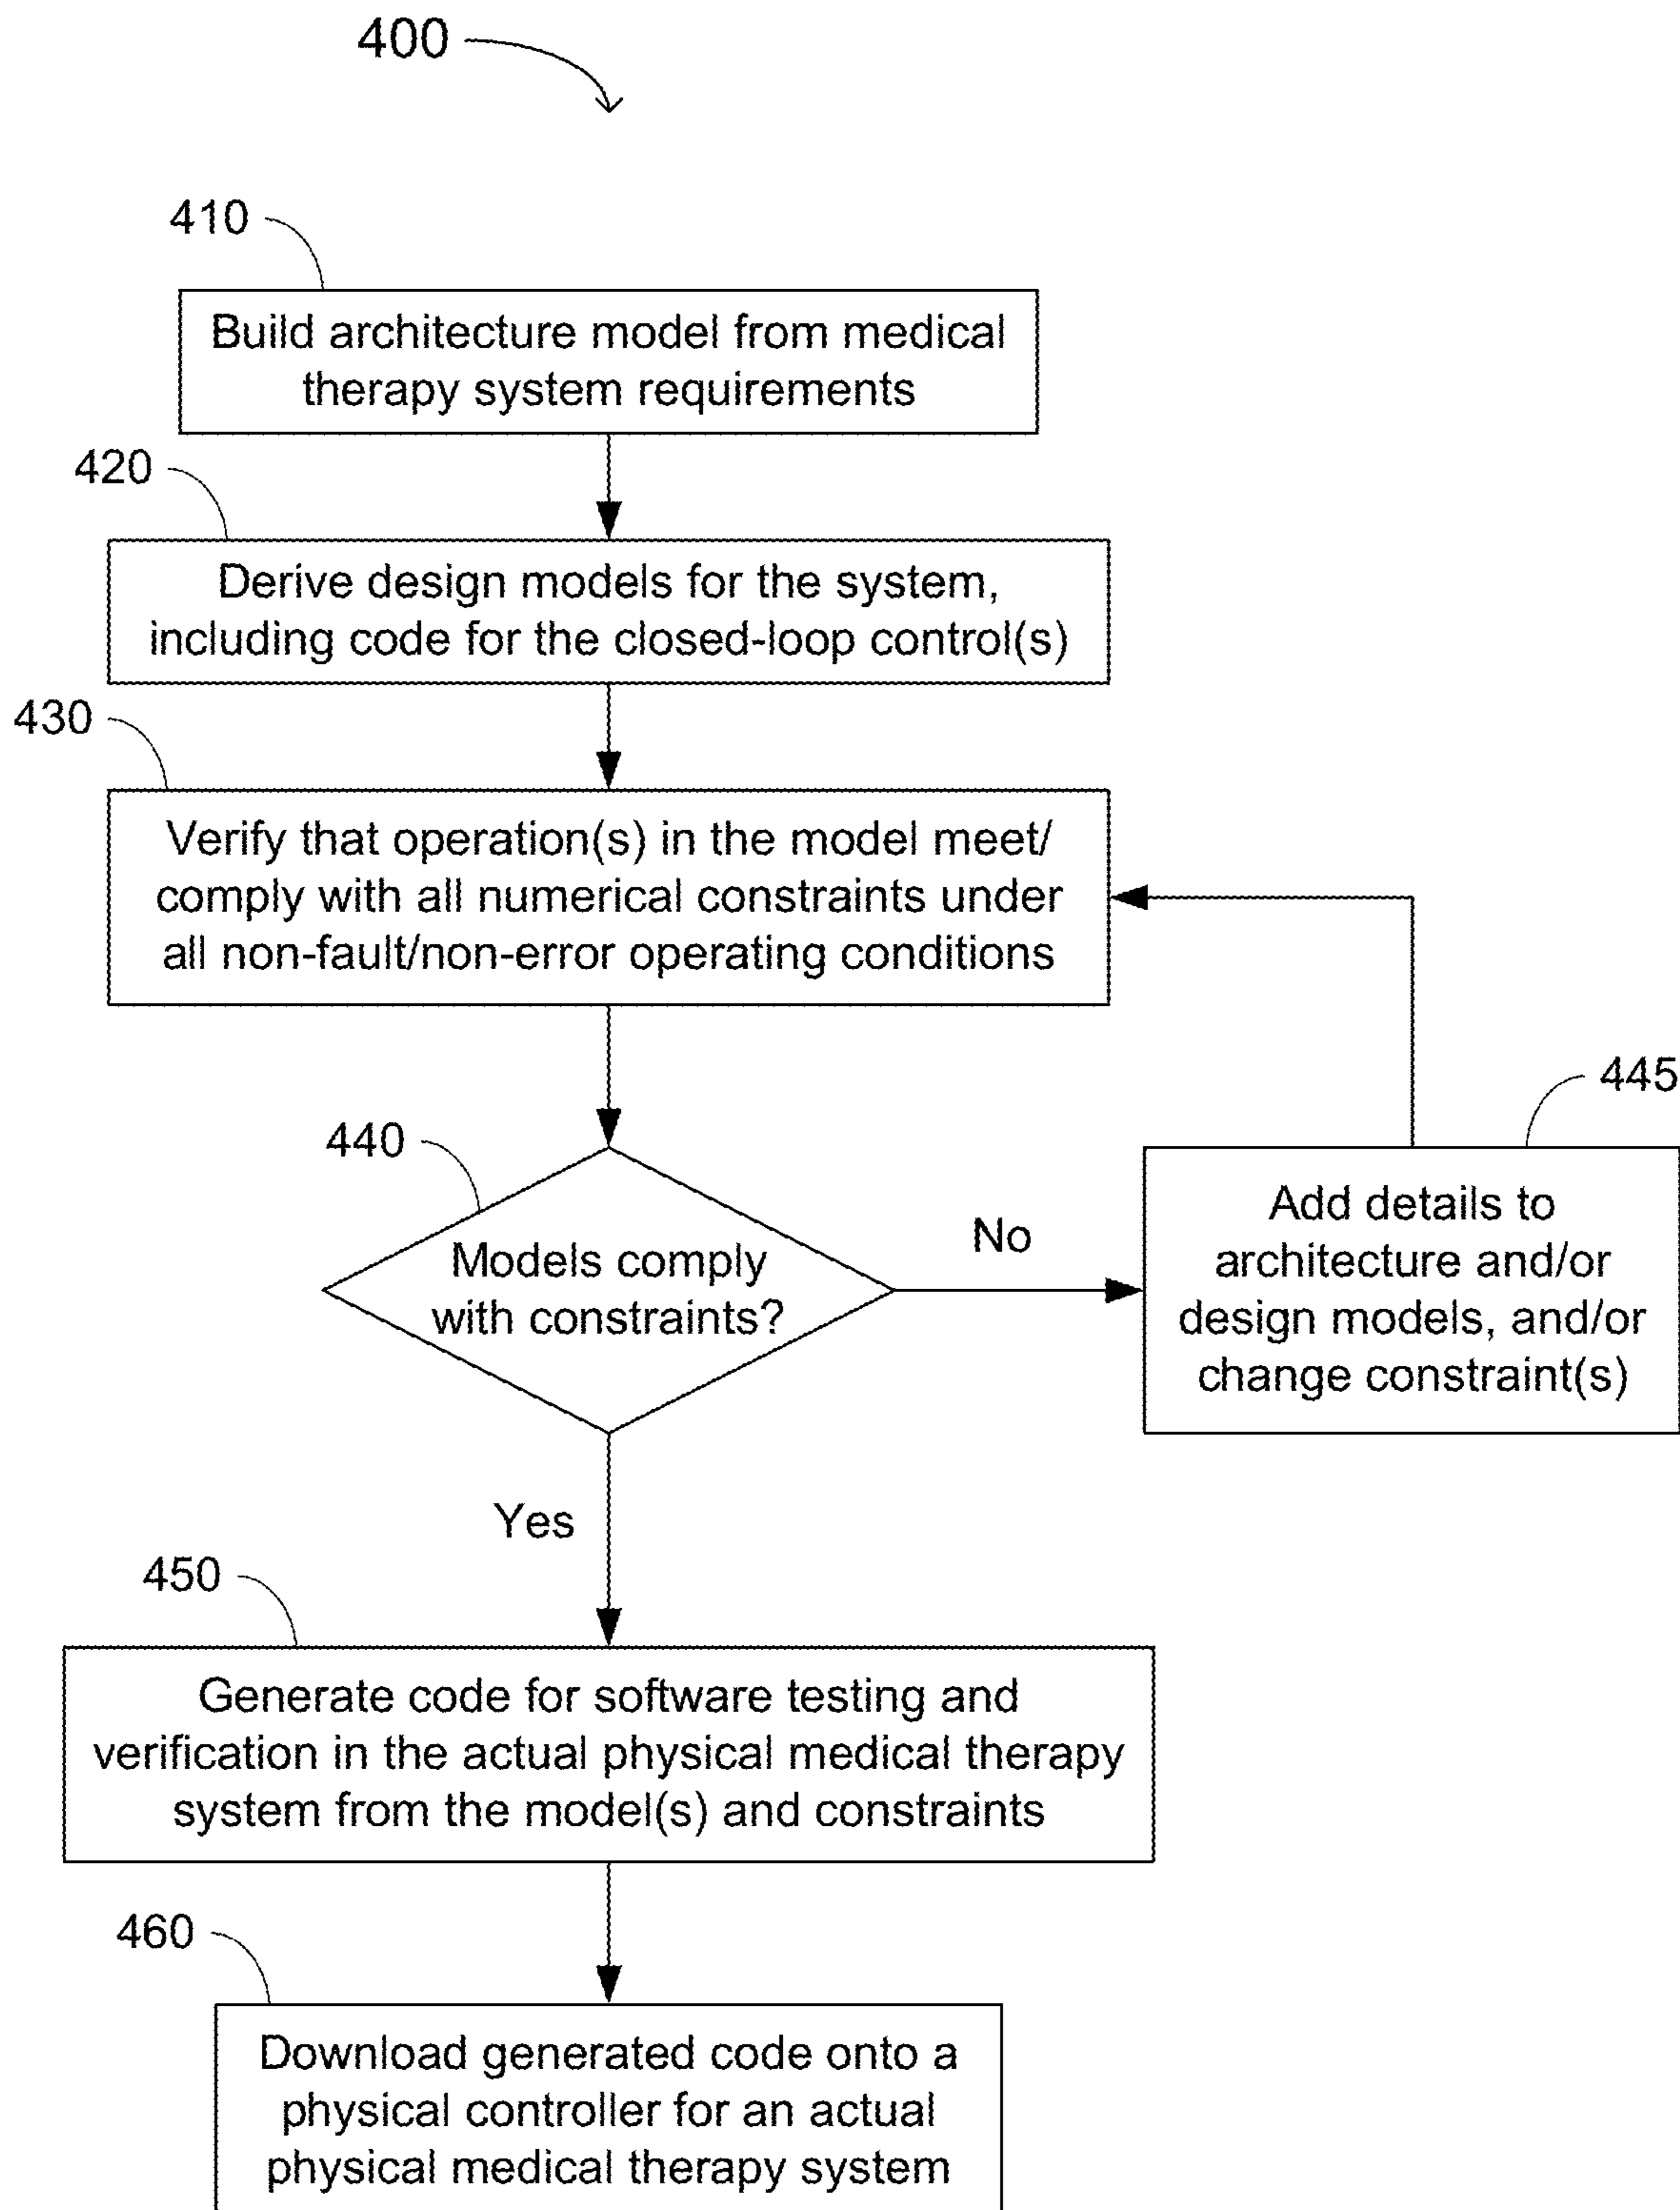 400
410
Build architecture model from medical
therapy system requirements
420
Derive design models for the system,
including code for the closed-loop control(s)
430
Verify that operation(s) in the model meet/
comply with all numerical constraints under
all non-fault/non-error operating conditions
440
Models comply
with constraints?
No
445
Add details to
architecture and/or
design models, and/or
change constraint(s)
Yes
450
Generate code for software testing and
verification in the actual physical medical therapy
system from the model(s) and constraints
460
Download generated code onto a
physical controller for an actual
physical medical therapy system